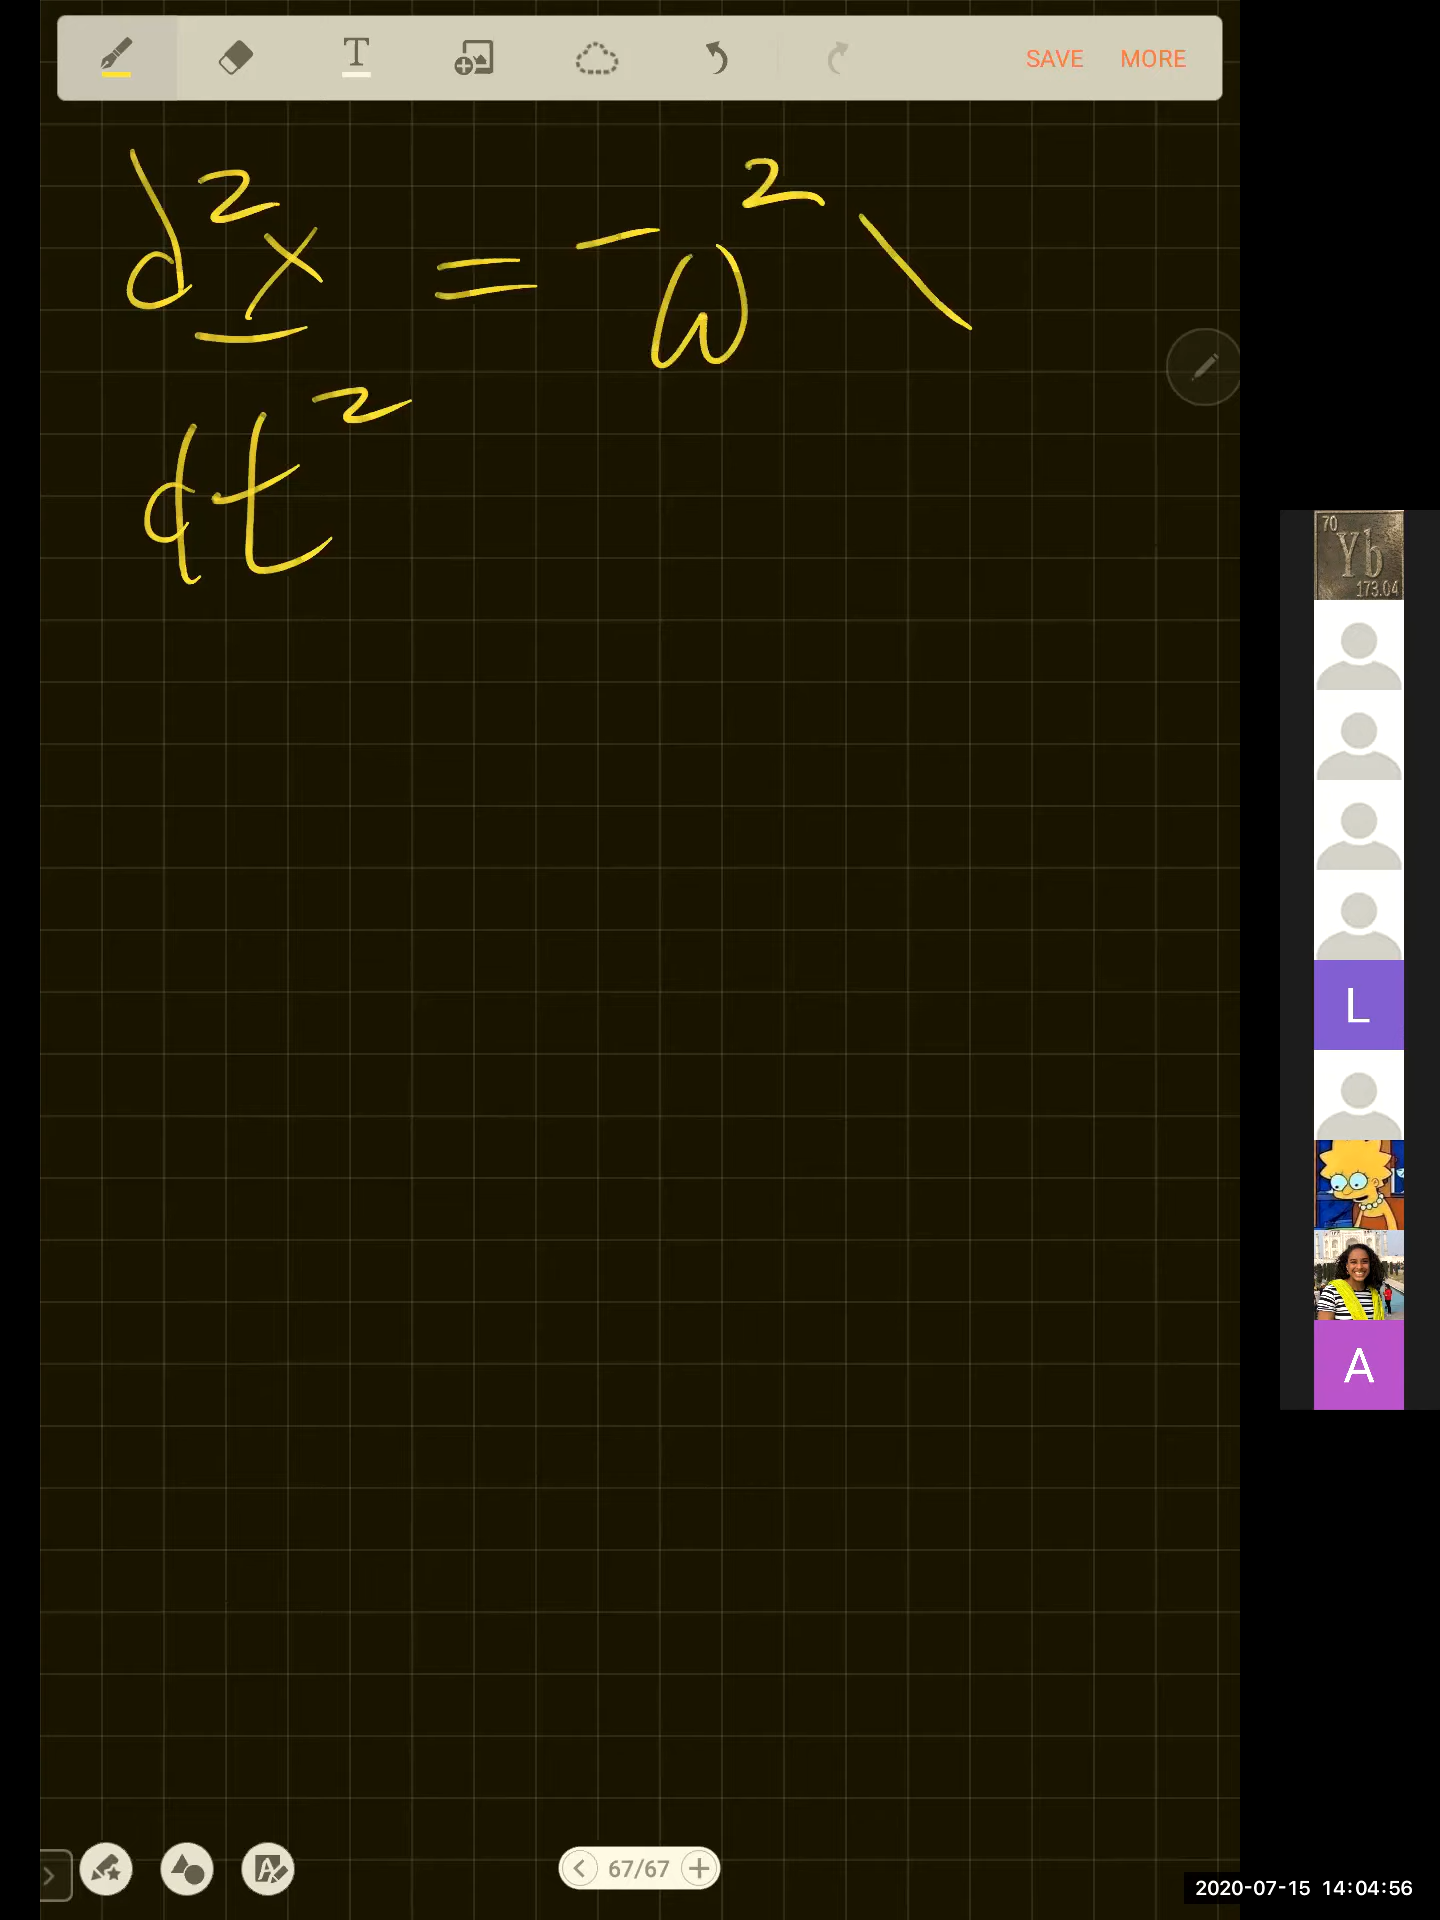 T SAVE MORE
d²x = -ω² \
dt²
70
Yb
173.04
L
A
A
67/67
2020-07-15 14:04:56